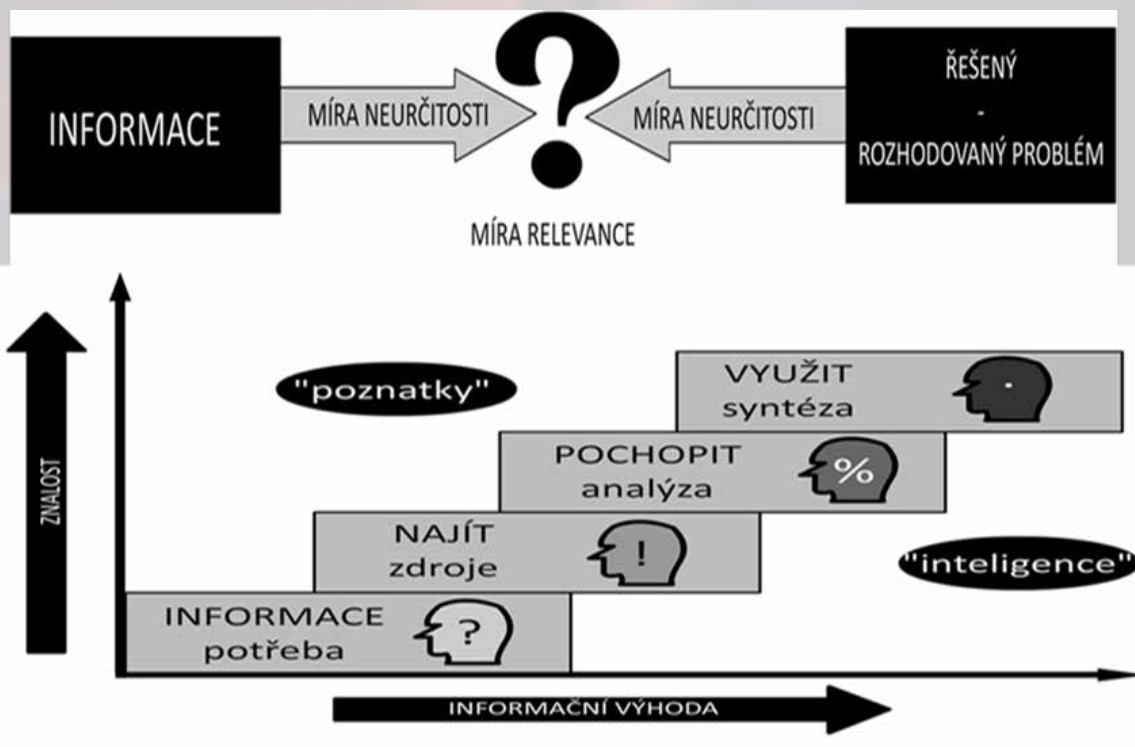 INFORMACE
MÍRA NEURČITOSTI
?
MÍRA NEURČITOSTI
ŘEŠENÝ
-
ROZHODOVANÝ PROBLÉM
MÍRA RELEVANCE
ZNALOST
"poznatky"
VYUŽIT
syntéza
POCHOPIT
analýza
%
NAJÍT
zdroje
!
"inteligence"
INFORMACE
potřeba
?
INFORMAČNÍ VÝHODA